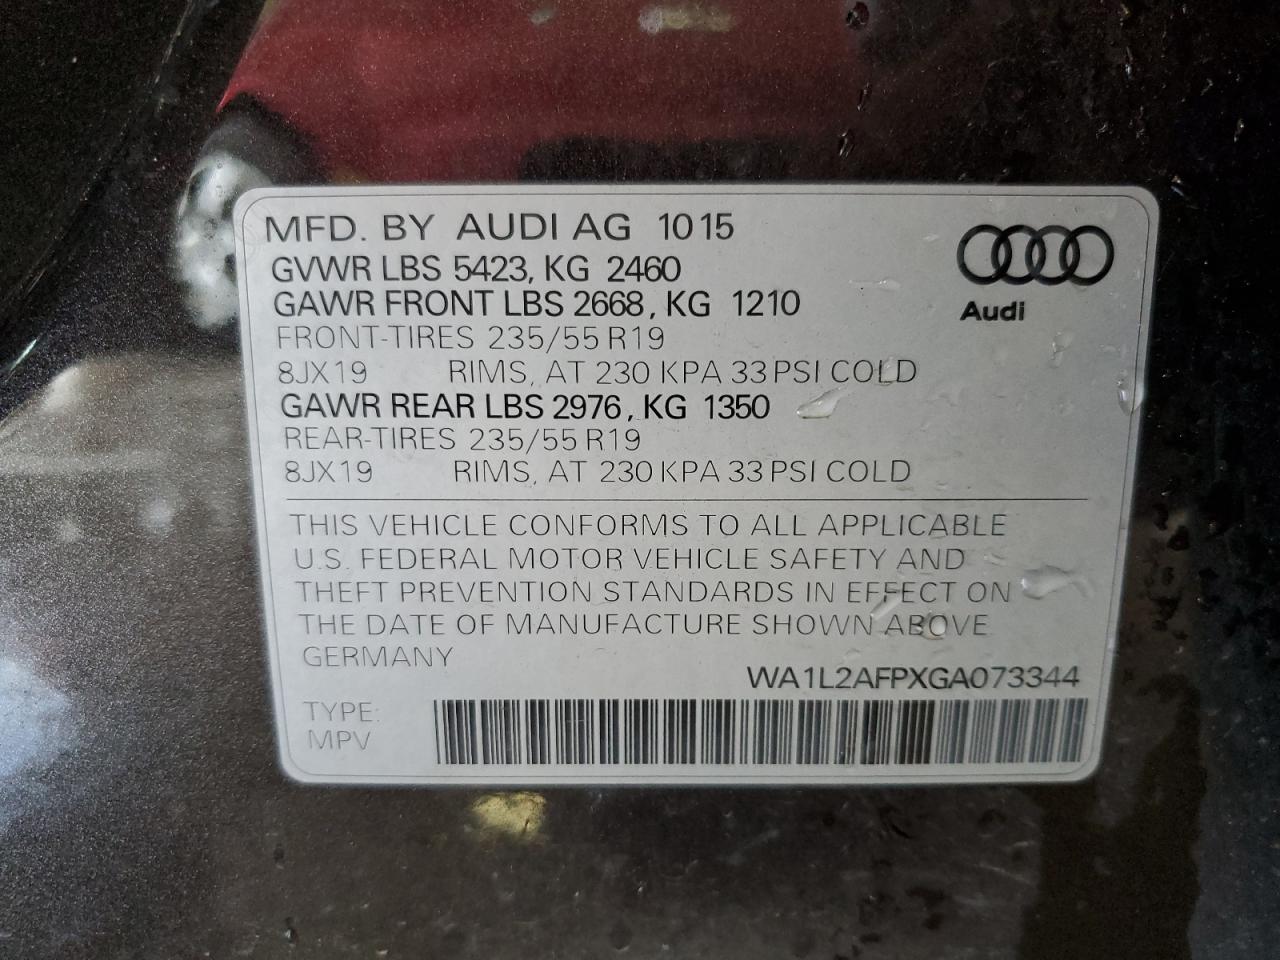 MFD. BY AUDI AG 10 15
GVWR LBS 5423, KG 2460
GAWR FRONT LBS 2668, KG 1210
FRONT-TIRES 235/55 R19
8JX19 RIMS, AT 230 KPA 33 PSI COLD
GAWR REAR LBS 2976, KG 1350
REAR-TIRES 235/55 R19
8JX19 RIMS, AT 230 KPA 33 PSI COLD
Audi
THIS VEHICLE CONFORMS TO ALL APPLICABLE
U.S. FEDERAL MOTOR VEHICLE SAFETY AND
THEFT PREVENTION STANDARDS IN EFFECT ON
THE DATE OF MANUFACTURE SHOWN ABOVE
GERMANY
WA1L2AFPXGA073344
TYPE:
MPV